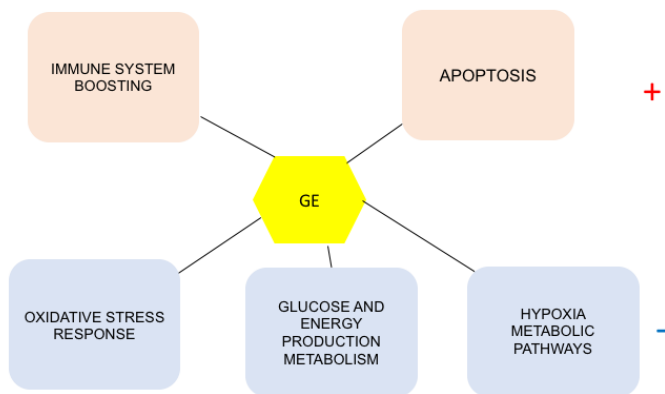 IMMUNE SYSTEM
BOOSTING
APOPTOSIS
+
GE
OXIDATIVE STRESS
RESPONSE
GLUCOSE AND
ENERGY
PRODUCTION
METABOLISM
HYPOXIA
METABOLIC
PATHWAYS
-